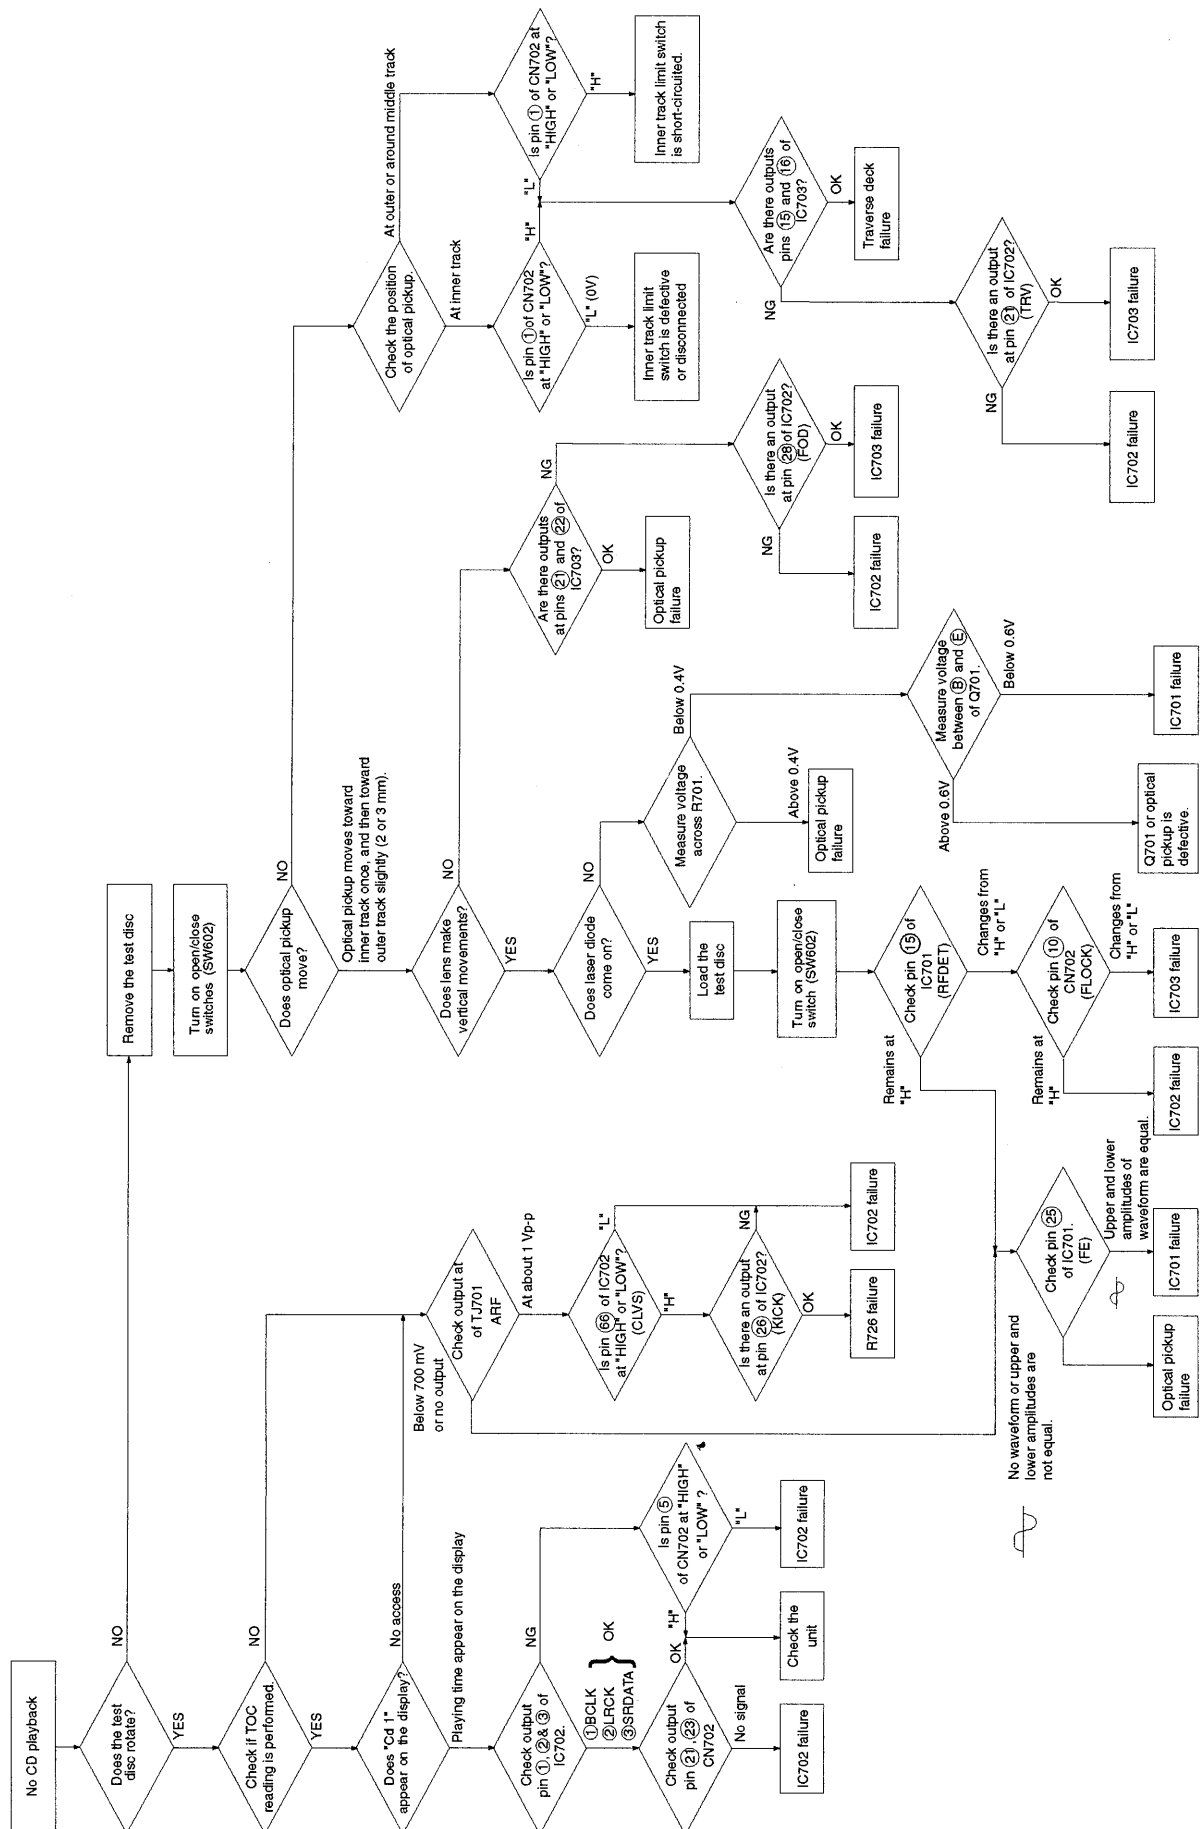 No CD playback
Does the test
disc rotate?
NO
YES
Check if TOC
reading is performed.
NO
YES
Does "Cd 1"
appear on the display?
No access
Playing time appear on the display
Check output
pin ①, ②& ③ of
IC702.
NG
①BCLK
②LRCK
③SRDATA
OK
Check output
pin ㉑, ㉓ of
CN702
OK
No signal
IC702 failure
Is pin ⑤
of CN702 at "HIGH"
or "LOW" ?
"H"
"L"
Check the
unit
IC702 failure
Below 700 mV
or no output
Check output at
of TJ701
ARF
At about 1 Vp-p
Is pin 66 of IC702
at "HIGH" or "LOW"?
(CLVS)
"L"
"H"
Is there an output
at pin ㉖ of IC702?
(KICK)
NG
OK
R726 failure
IC702 failure
No waveform or upper and
lower amplitudes are
not equal.
Check pin ㉕
of IC701.
(FE)
Upper and lower
amplitudes of
waveform are equal.
Optical pickup
failure
IC701 failure
Remove the test disc
Turn on open/close
switches (SW602)
Does optical pickup
move?
NO
Optical pickup moves toward
inner track once, and then toward
outer track slightly (2 or 3 mm).
Does lens make
vertical movements?
NO
YES
Does laser diode
come on?
NO
YES
Load the
test disc
Turn on open/close
switch (SW602)
Check pin ⑮ of
IC701
(RFDET)
Remains at
"H"
Changes from
"H" or "L"
Check pin ⑩ of
CN702
(FLOCK)
Remains at
"H"
Changes from
"H" or "L"
IC702 failure
IC703 failure
Measure voltage
across R701.
Below 0.4V
Above 0.4V
Optical pickup
failure
Measure voltage
between Ⓑ and Ⓔ
of Q701.
Above 0.6V
Below 0.6V
Q701 or optical
pickup is
defective.
IC701 failure
Are there outputs
at pins ㉑ and ㉒ of
IC703?
NG
OK
Optical pickup
failure
Is there an output
at pin ㉘ of IC702?
(FOD)
NG
OK
IC702 failure
IC703 failure
Check the position
of optical pickup.
At outer or around middle track
At inner track
Is pin ① of CN702
at "HIGH" or "LOW"?
"H"
"L" (0V)
Inner track limit
switch is defective
or disconnected
Is pin ① of CN702 at
"HIGH" or "LOW"?
"L"
"H"
Inner track limit switch
is short-circuited.
Are there outputs
pins ⑮ and ⑯ of
IC703?
NG
OK
Traverse deck
failure
Is there an output
at pin ㉑ of IC702?
(TRV)
NG
OK
IC702 failure
IC703 failure